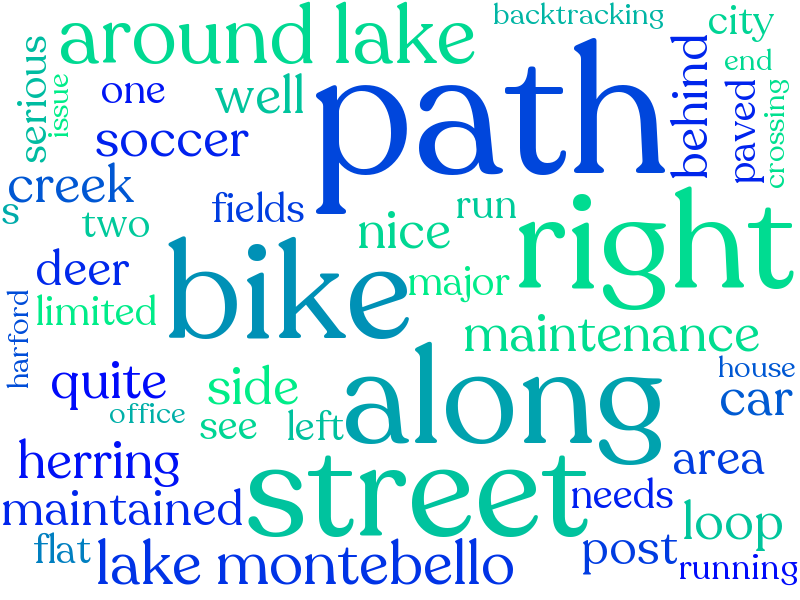 backtracking
around lake
city
serious
issue
end
one
well
path
behind
paved
crossing
soccer
creek
s
two
fields
run
nice
right
deer
bike
major
harford
limited
maintenance
quite
side
along
house
car
office
see
left
herring
street
area
maintained
needs
loop
flat
lake montebello
post
running